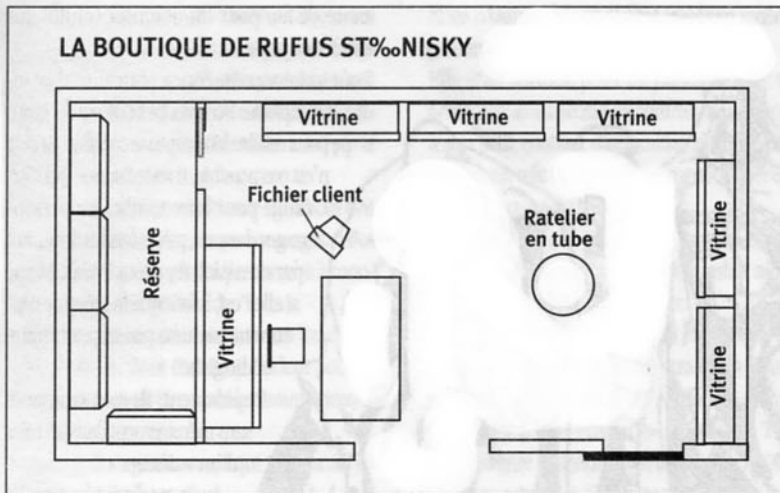 LA BOUTIQUE DE RUFUS ST‰NISKY
Vitrine
Vitrine
Vitrine
Fichier client
Ratelier
en tube
Réserve
Vitrine
Vitrine
Vitrine